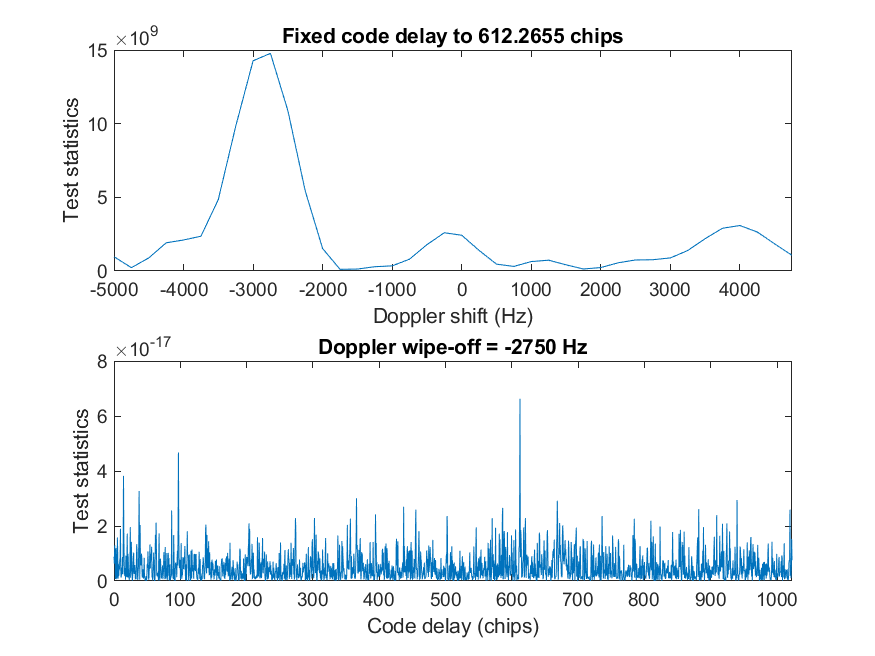 ×10^9
Fixed code delay to 612.2655 chips
15
10
5
0
Test statistics
-5000 -4000 -3000 -2000 -1000 0 1000 2000 3000 4000
Doppler shift (Hz)
×10^-17
Doppler wipe-off = -2750 Hz
8
6
4
2
0
Test statistics
0 100 200 300 400 500 600 700 800 900 1000
Code delay (chips)